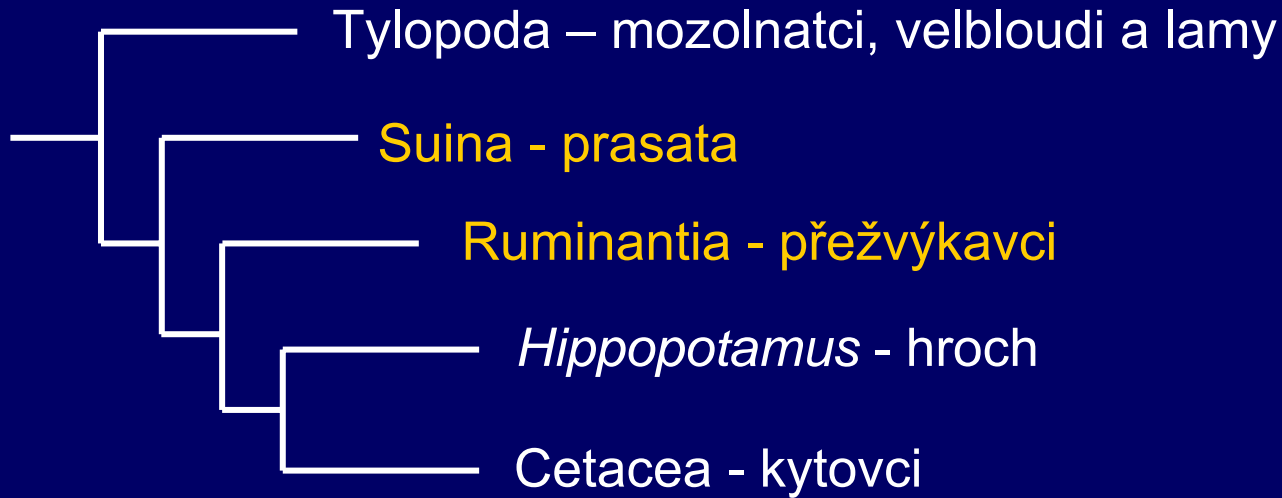 Tylopoda – mozolnatci, velbloudi a lamy
Suina - prasata
Ruminantia - přežvýkavci
Hippopotamus - hroch
Cetacea - kytovci